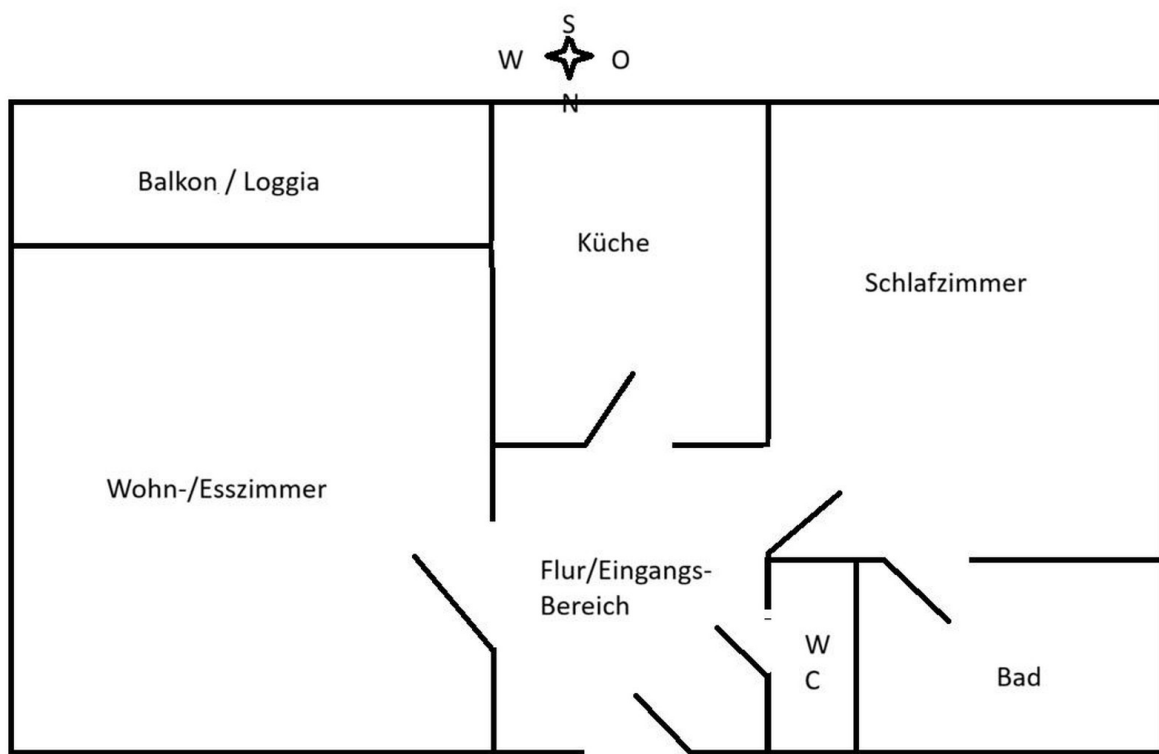 S
W O
N
Balkon / Loggia
Küche
Schlafzimmer
Wohn-/Esszimmer
Flur/Eingangs-
Bereich
W
C
Bad